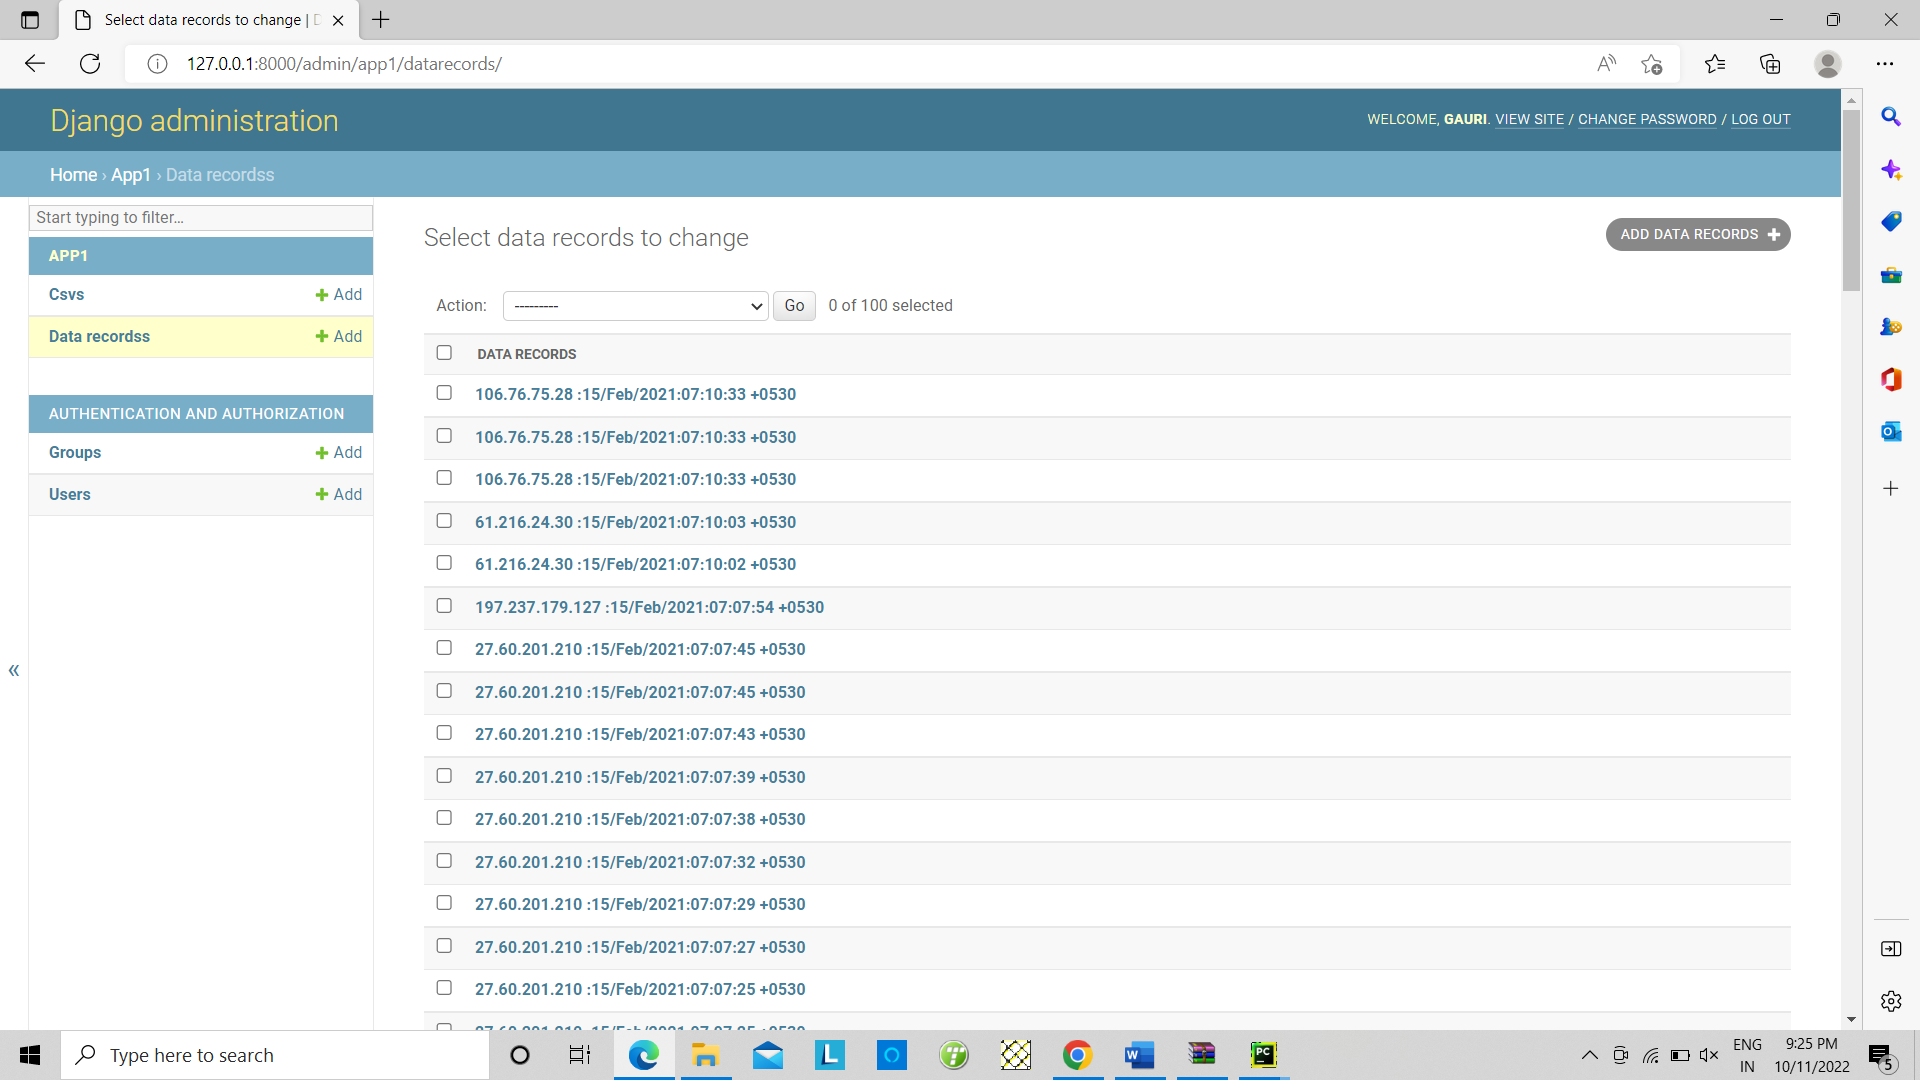 Select data records to change | D
127.0.0.1:8000/admin/app1/datarecords/
Django administration
WELCOME, GAURI. VIEW SITE / CHANGE PASSWORD / LOG OUT
Home › App1 › Data recordss
Start typing to filter...
APP1
Csvs + Add
Data recordss + Add
AUTHENTICATION AND AUTHORIZATION
Groups + Add
Users + Add
«
Select data records to change
ADD DATA RECORDS +
Action: --------- Go 0 of 100 selected
DATA RECORDS
106.76.75.28 :15/Feb/2021:07:10:33 +0530
106.76.75.28 :15/Feb/2021:07:10:33 +0530
106.76.75.28 :15/Feb/2021:07:10:33 +0530
61.216.24.30 :15/Feb/2021:07:10:03 +0530
61.216.24.30 :15/Feb/2021:07:10:02 +0530
197.237.179.127 :15/Feb/2021:07:07:54 +0530
27.60.201.210 :15/Feb/2021:07:07:45 +0530
27.60.201.210 :15/Feb/2021:07:07:45 +0530
27.60.201.210 :15/Feb/2021:07:07:43 +0530
27.60.201.210 :15/Feb/2021:07:07:39 +0530
27.60.201.210 :15/Feb/2021:07:07:38 +0530
27.60.201.210 :15/Feb/2021:07:07:32 +0530
27.60.201.210 :15/Feb/2021:07:07:29 +0530
27.60.201.210 :15/Feb/2021:07:07:27 +0530
27.60.201.210 :15/Feb/2021:07:07:25 +0530
Type here to search
L
W
PC
ENG
IN
9:25 PM
10/11/2022
5